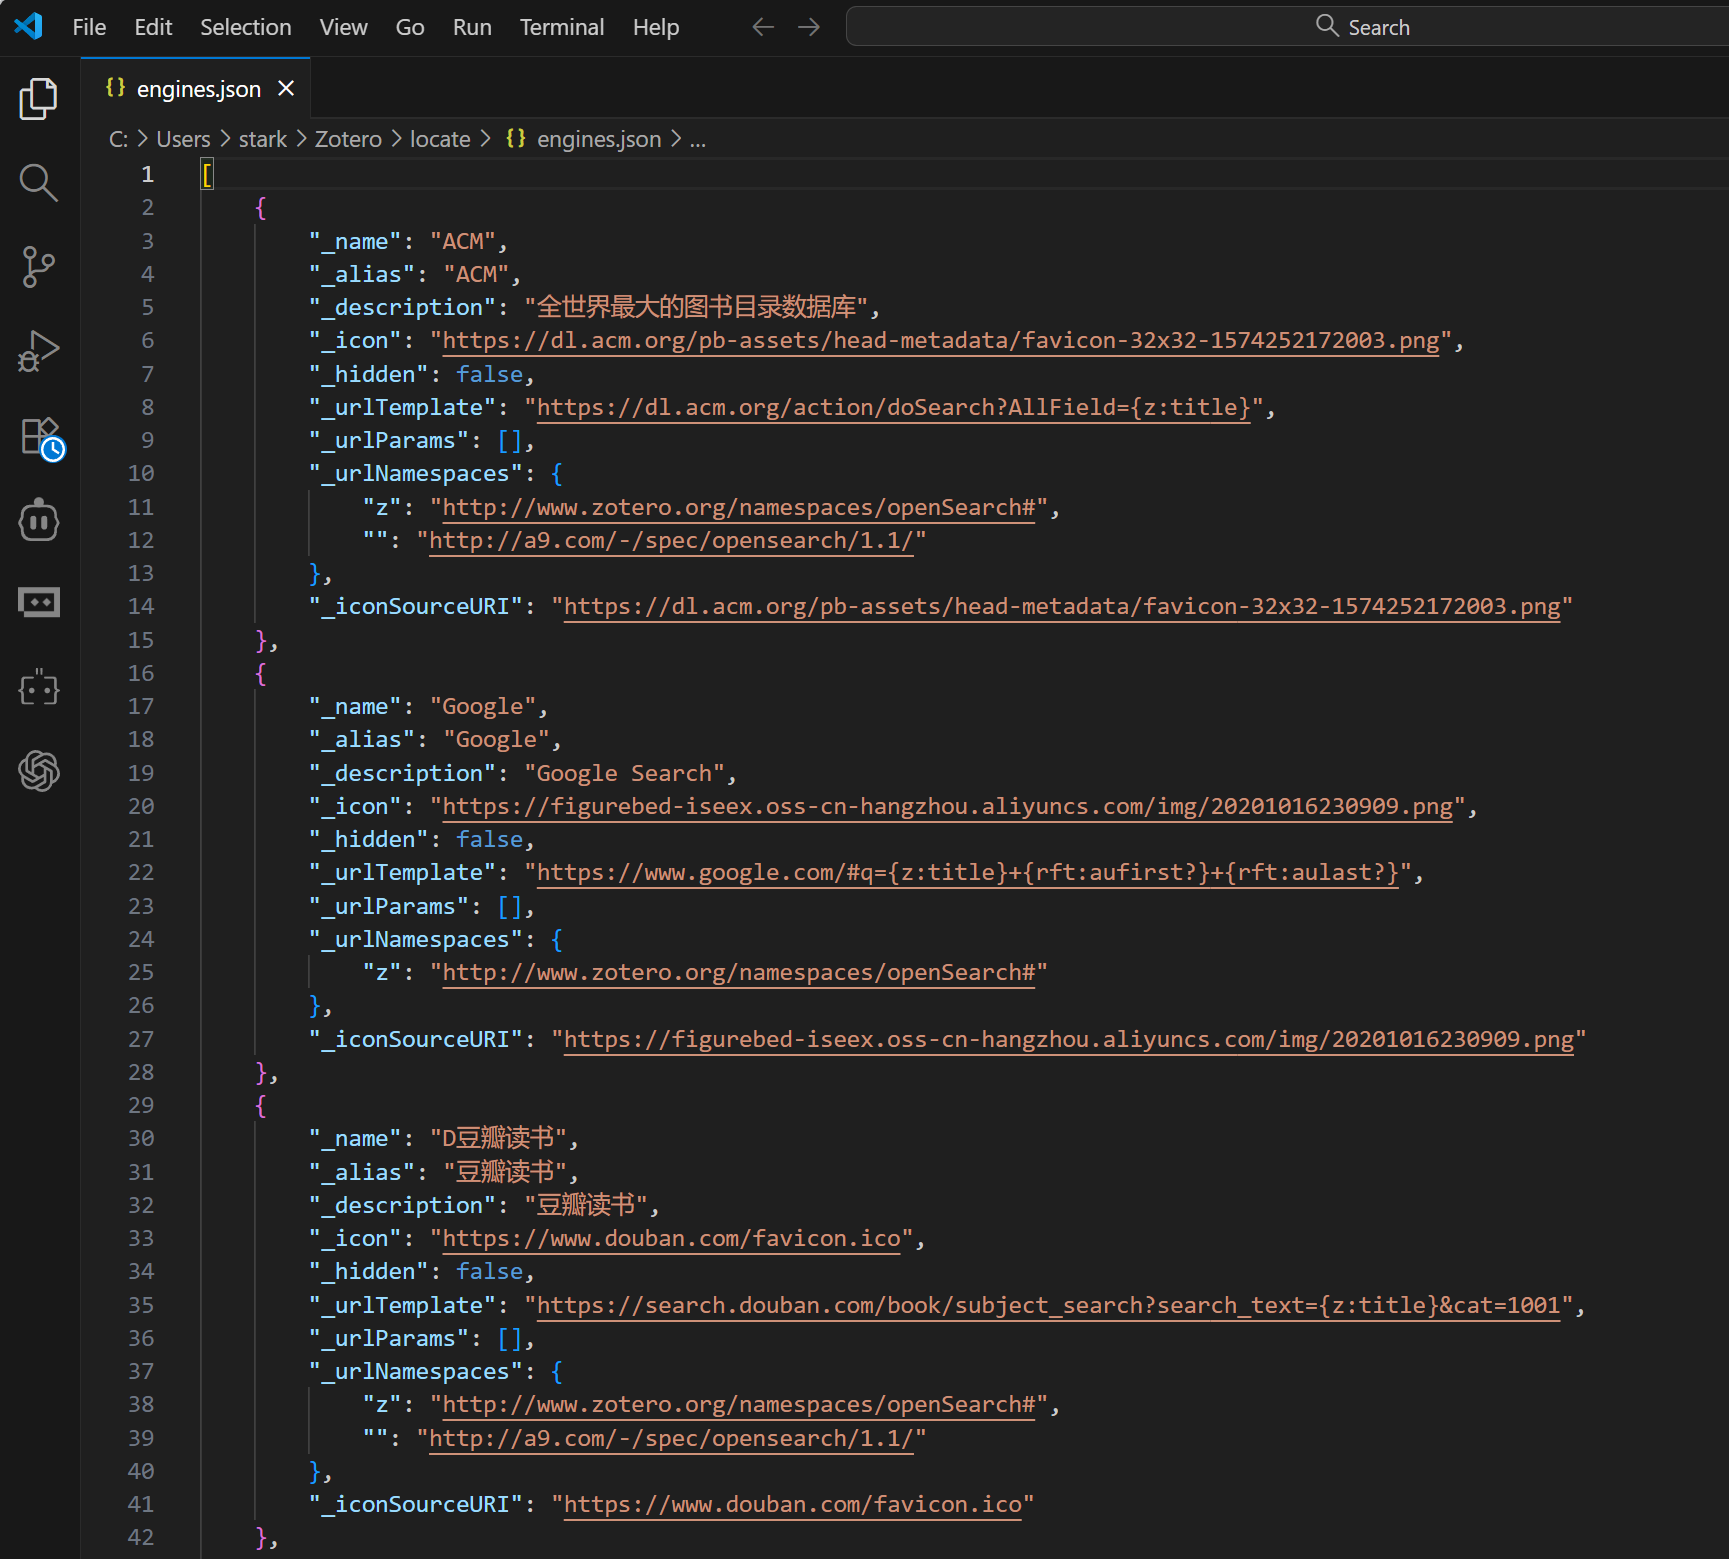 File Edit Selection View Go Run Terminal Help Search
{} engines.json ×
C: > Users > stark > Zotero > locate > {} engines.json > ...
1 [
2 {
3 "_name": "ACM",
4 "_alias": "ACM",
5 "_description": "全世界最大的图书目录数据库",
6 "_icon": "https://dl.acm.org/pb-assets/head-metadata/favicon-32x32-1574252172003.png",
7 "_hidden": false,
8 "_urlTemplate": "https://dl.acm.org/action/doSearch?AllField={z:title}",
9 "_urlParams": [],
10 "_urlNamespaces": {
11 "z": "http://www.zotero.org/namespaces/openSearch#",
12 "": "http://a9.com/-/spec/opensearch/1.1/"
13 },
14 "_iconSourceURI": "https://dl.acm.org/pb-assets/head-metadata/favicon-32x32-1574252172003.png"
15 },
16 {
17 "_name": "Google",
18 "_alias": "Google",
19 "_description": "Google Search",
20 "_icon": "https://figurebed-iseex.oss-cn-hangzhou.aliyuncs.com/img/20201016230909.png",
21 "_hidden": false,
22 "_urlTemplate": "https://www.google.com/#q={z:title}+{rft:aufirst?}+{rft:aulast?}",
23 "_urlParams": [],
24 "_urlNamespaces": {
25 "z": "http://www.zotero.org/namespaces/openSearch#"
26 },
27 "_iconSourceURI": "https://figurebed-iseex.oss-cn-hangzhou.aliyuncs.com/img/20201016230909.png"
28 },
29 {
30 "_name": "D豆瓣读书",
31 "_alias": "豆瓣读书",
32 "_description": "豆瓣读书",
33 "_icon": "https://www.douban.com/favicon.ico",
34 "_hidden": false,
35 "_urlTemplate": "https://search.douban.com/book/subject_search?search_text={z:title}&cat=1001",
36 "_urlParams": [],
37 "_urlNamespaces": {
38 "z": "http://www.zotero.org/namespaces/openSearch#",
39 "": "http://a9.com/-/spec/opensearch/1.1/"
40 },
41 "_iconSourceURI": "https://www.douban.com/favicon.ico"
42 },